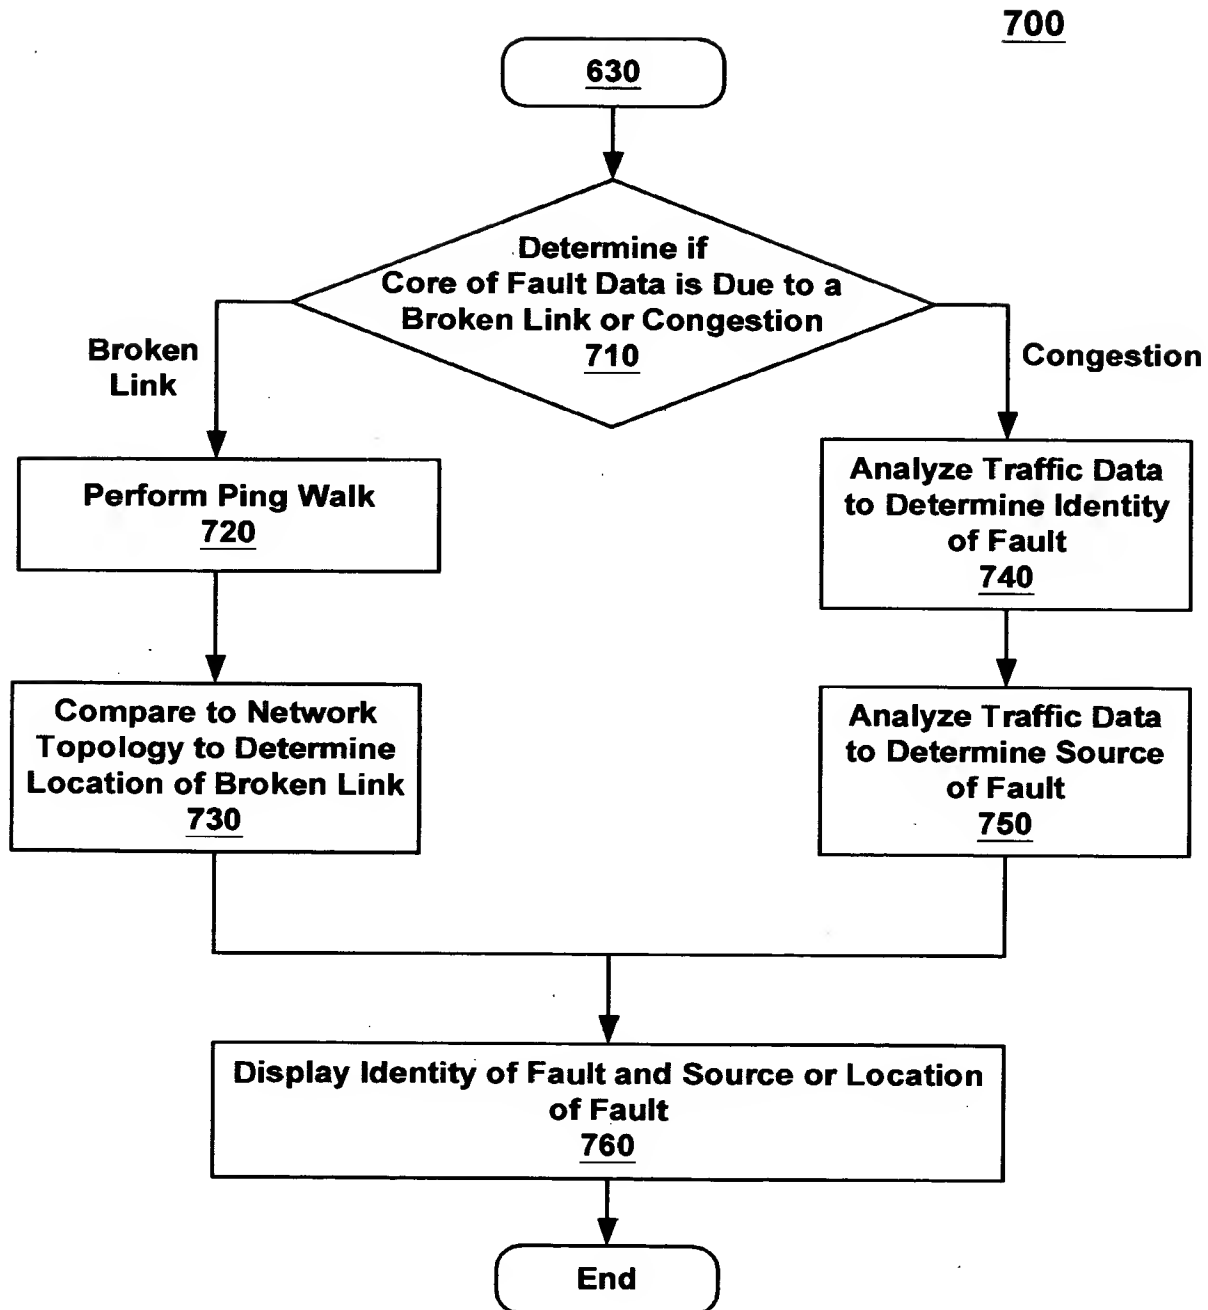 700
630
Determine if
Core of Fault Data is Due to a
Broken Link or Congestion
710
Broken
Link
Congestion
Perform Ping Walk
720
Analyze Traffic Data
to Determine Identity
of Fault
740
Compare to Network
Topology to Determine
Location of Broken Link
730
Analyze Traffic Data
to Determine Source
of Fault
750
Display Identity of Fault and Source or Location
of Fault
760
End